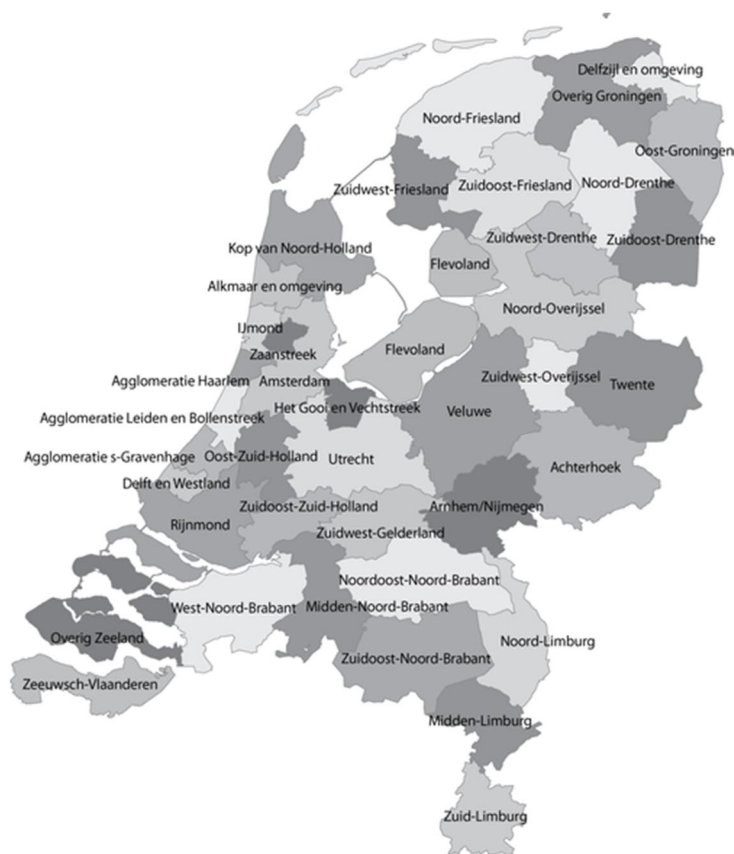 Delfzijl en omgeving
Overig Groningen
Noord-Friesland
Oost-Groningen
Zuidwest-Friesland
Zuidoost-Friesland
Noord-Drenthe
Zuidwest-Drenthe
Zuidoost-Drenthe
Kop van Noord-Holland
Flevoland
Alkmaar en omgeving
Noord-Overijssel
IJmond
Zaanstreek
Flevoland
Agglomeratie Haarlem
Amsterdam
Zuidwest-Overijssel
Twente
Het Gooi en Vechtstreek
Veluwe
Agglomeratie Leiden en Bollenstreek
Agglomeratie s-Gravenhage
Oost-Zuid-Holland
Utrecht
Achterhoek
Delft en Westland
Zuidoost-Zuid-Holland
Arnhem/Nijmegen
Rijnmond
Zuidwest-Gelderland
Noordoost-Noord-Brabant
West-Noord-Brabant
Midden-Noord-Brabant
Overig Zeeland
Noord-Limburg
Zuidoost-Noord-Brabant
Zeeuwsch-Vlaanderen
Midden-Limburg
Zuid-Limburg